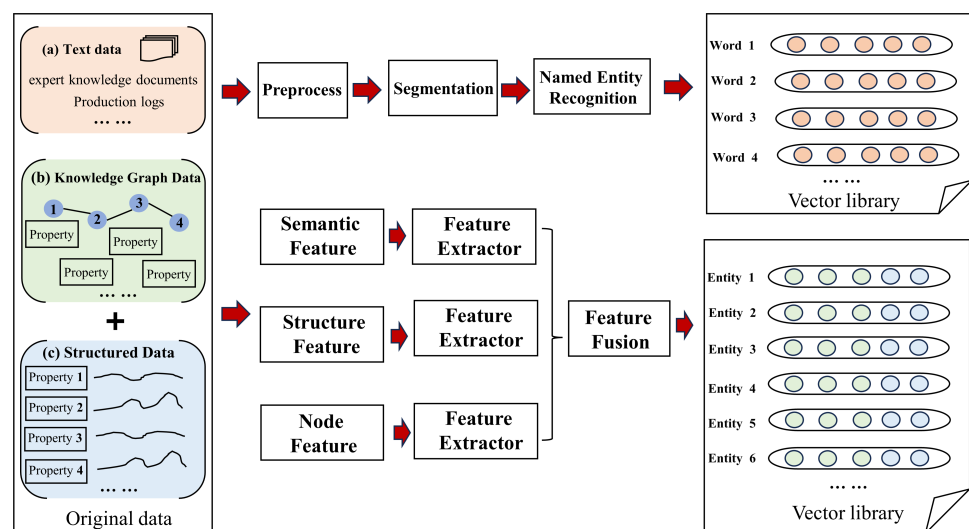 (a) Text data
expert knowledge documents
Production logs
... ...
(b) Knowledge Graph Data
1
2
3
4
Property
Property
Property
Property
... ...
+
(c) Structured Data
Property 1
Property 2
Property 3
Property 4
... ...
Original data
Preprocess
Segmentation
Named Entity
Recognition
Semantic
Feature
Feature
Extractor
Structure
Feature
Feature
Extractor
Node
Feature
Feature
Extractor
Feature
Fusion
Word 1
Word 2
Word 3
Word 4
... ...
Vector library
Entity 1
Entity 2
Entity 3
Entity 4
Entity 5
Entity 6
... ...
Vector library